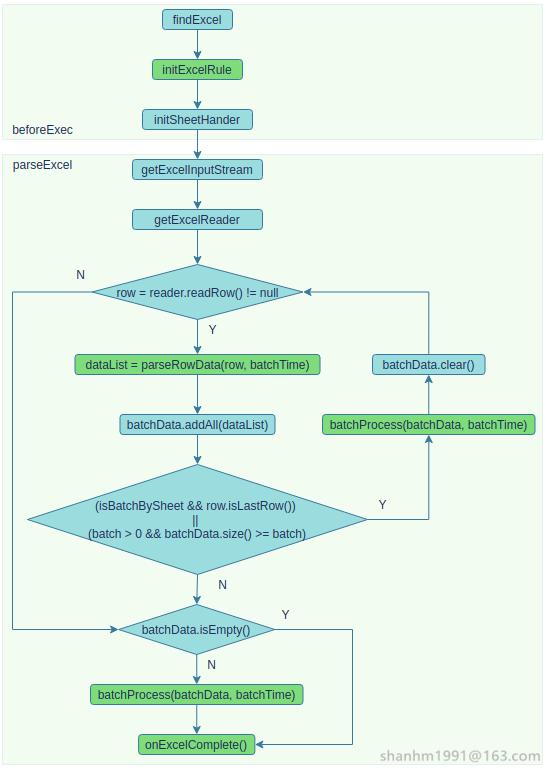 findExcel
initExcelRule
initSheetHander
beforeExec
parseExcel
getExcelInputStream
getExcelReader
N
row = reader.readRow() != null
Y
dataList = parseRowData(row, batchTime)
batchData.clear()
batchData.addAll(dataList)
batchProcess(batchData, batchTime)
(isBatchBySheet && row.isLastRow())
||
(batch > 0 && batchData.size() >= batch)
Y
N
batchData.isEmpty()
Y
N
batchProcess(batchData, batchTime)
onExcelComplete()
shanhm1991@163.com